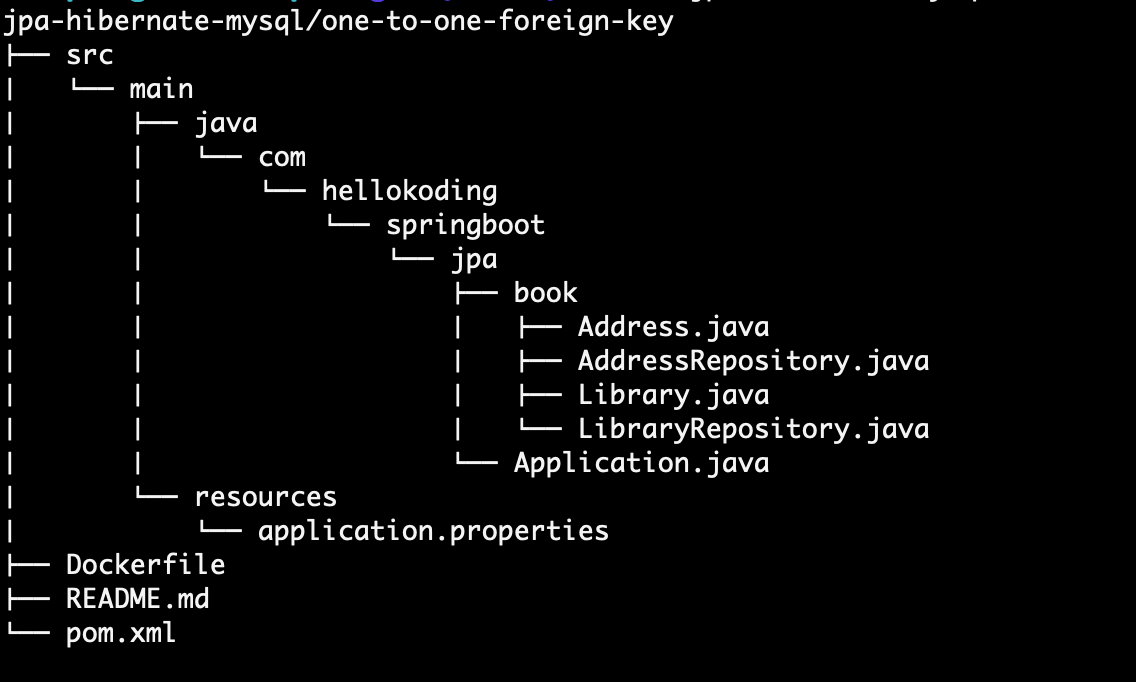 jpa-hibernate-mysql/one-to-one-foreign-key
├── src
│   └── main
│       ├── java
│       │   └── com
│       │       └── hellokoding
│       │           └── springboot
│       │               └── jpa
│       │                   ├── book
│       │                   │   ├── Address.java
│       │                   │   ├── AddressRepository.java
│       │                   │   ├── Library.java
│       │                   │   └── LibraryRepository.java
│       │                   └── Application.java
│       └── resources
│           └── application.properties
├── Dockerfile
├── README.md
└── pom.xml